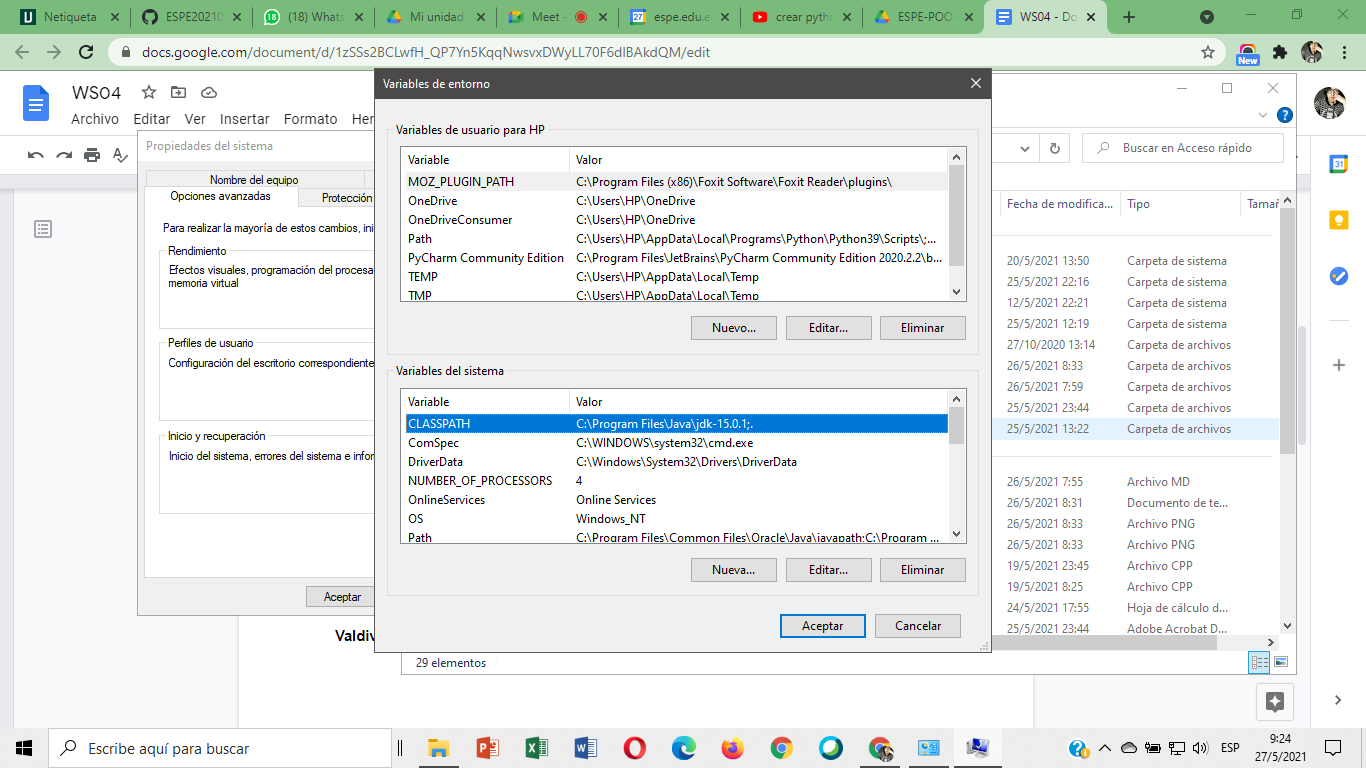 Netiqueta
ESPE20210
(18) Whats
Mi unidad
Meet -
espe.edu.e
crear pyth
ESPE-POO
WS04 - Do
docs.google.com/document/d/1zSSs2BCLwfH_QP7Yn5KqqNwsvxDWyLL70F6dIBAkdQM/edit
New
WS04
Archivo Editar Ver Insertar Formato Her
Propiedades del sistema
Nombre del equipo
Opciones avanzadas
Protección
Para realizar la mayoría de estos cambios, ini
Rendimiento
Efectos visuales, programación del procesa
memoria virtual
Perfiles de usuario
Configuración del escritorio correspondiente
Inicio y recuperación
Inicio del sistema, errores del sistema e infor
Aceptar
Valdiv
Variables de entorno
Variables de usuario para HP
Variable Valor
MOZ_PLUGIN_PATH C:\Program Files (x86)\Foxit Software\Foxit Reader\plugins\
OneDrive C:\Users\HP\OneDrive
OneDriveConsumer C:\Users\HP\OneDrive
Path C:\Users\HP\AppData\Local\Programs\Python\Python39\Scripts\;...
PyCharm Community Edition C:\Program Files\JetBrains\PyCharm Community Edition 2020.2.2\b...
TEMP C:\Users\HP\AppData\Local\Temp
TMP C:\Users\HP\AppData\Local\Temp
Nuevo... Editar... Eliminar
Variables del sistema
Variable Valor
CLASSPATH C:\Program Files\Java\jdk-15.0.1;.
ComSpec C:\WINDOWS\system32\cmd.exe
DriverData C:\Windows\System32\Drivers\DriverData
NUMBER_OF_PROCESSORS 4
OnlineServices Online Services
OS Windows_NT
Path C:\Program Files\Common Files\Oracle\Java\javapath;C:\Program ...
Nueva... Editar... Eliminar
Aceptar Cancelar
Buscar en Acceso rápido
Fecha de modifica... Tipo Tamañ
20/5/2021 13:50 Carpeta de sistema
25/5/2021 22:16 Carpeta de sistema
12/5/2021 22:21 Carpeta de sistema
25/5/2021 12:19 Carpeta de sistema
27/10/2020 13:14 Carpeta de archivos
26/5/2021 8:33 Carpeta de archivos
26/5/2021 7:59 Carpeta de archivos
25/5/2021 23:44 Carpeta de archivos
25/5/2021 13:22 Carpeta de archivos
26/5/2021 7:55 Archivo MD
26/5/2021 8:31 Documento de te...
26/5/2021 8:33 Archivo PNG
26/5/2021 8:33 Archivo PNG
19/5/2021 23:45 Archivo CPP
19/5/2021 8:25 Archivo CPP
24/5/2021 17:55 Hoja de cálculo d...
25/5/2021 23:44 Adobe Acrobat D...
29 elementos
31
Escribe aquí para buscar
ESP
9:24
27/5/2021